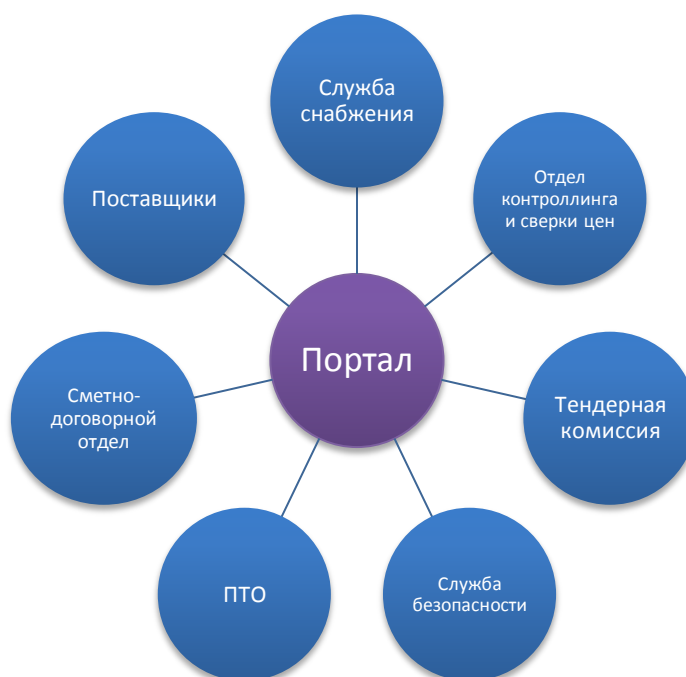 Служба
снабжения
Отдел
контроллинга
и сверки цен
Поставщики
Портал
Тендерная
комиссия
Сметно-
договорной
отдел
ПТО
Служба
безопасности